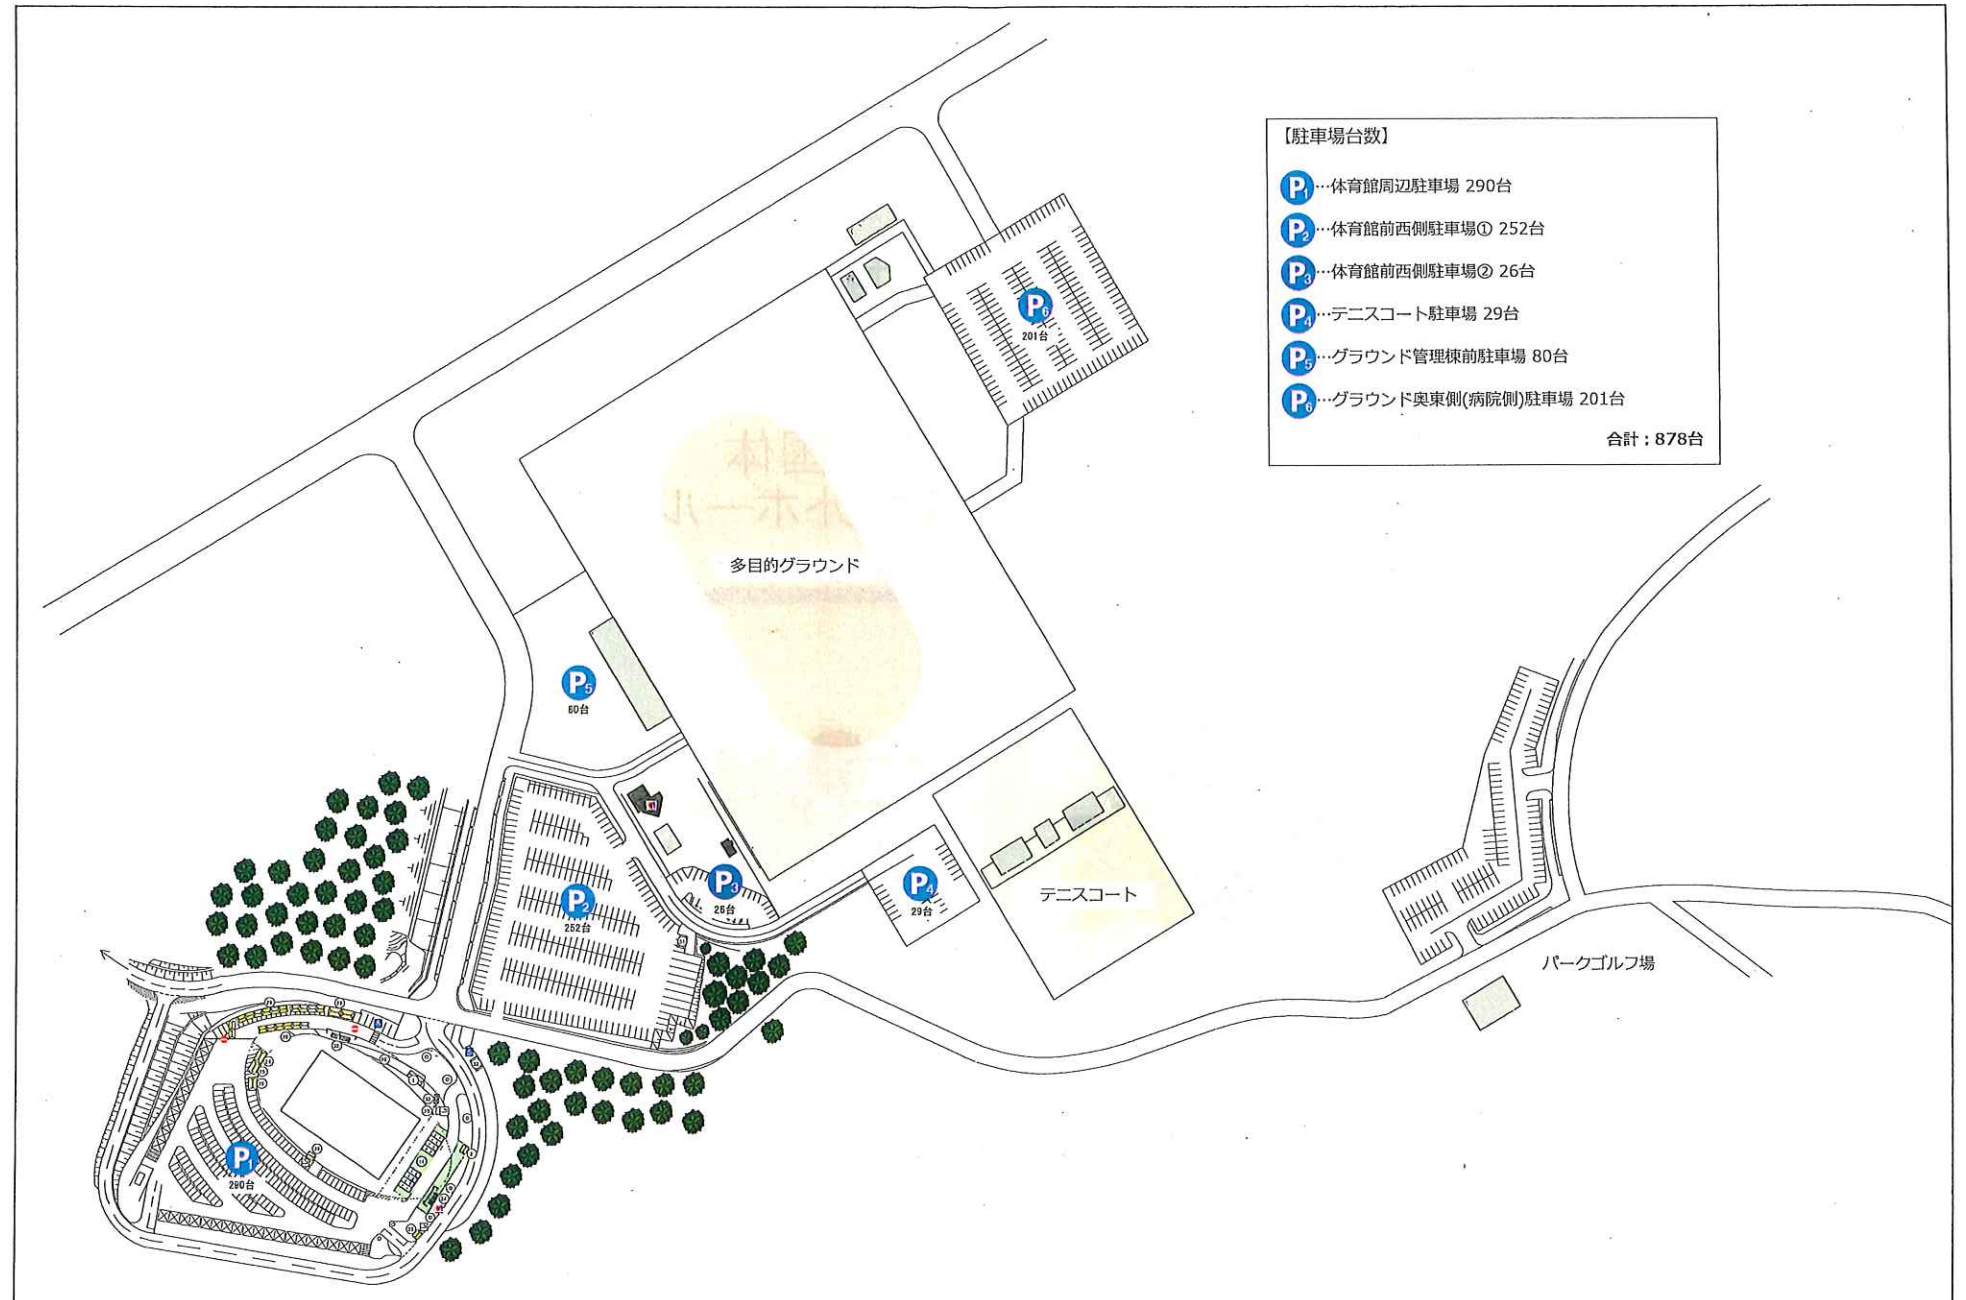 【駐車場台数】
P1…体育館周辺駐車場 290台
P2…体育館前西側駐車場① 252台
P3…体育館前西側駐車場② 26台
P4…テニスコート駐車場 29台
P5…グラウンド管理棟前駐車場 80台
P6…グラウンド奥東側(病院側)駐車場 201台
合計:878台
P6
201台
多目的グラウンド
P5
80台
P3
26台
P4
29台
P2
252台
テニスコート
パークゴルフ場
P1
290台